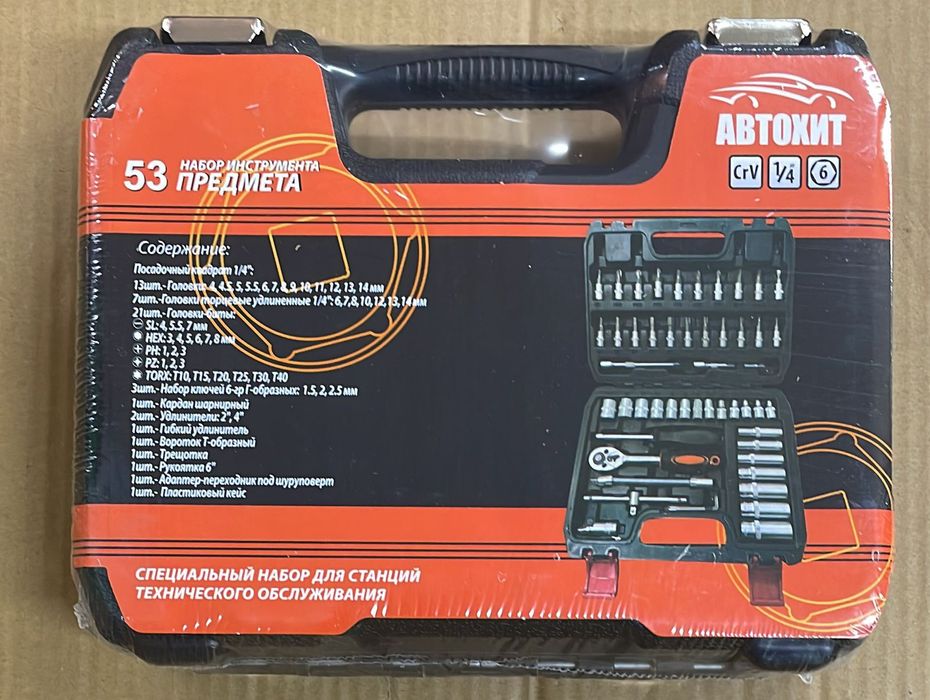 АВТОХИТ
CrV 1/4" 6
НАБОР ИНСТРУМЕНТА
53 ПРЕДМЕТА
Содержание:
Посадочный квадрат 1/4":
13шт.- Головки: 4, 4.5, 5, 5.5, 6, 7, 8, 9, 10, 11, 12, 13, 14 мм
7шт.- Головки торцевые удлиненные 1/4": 6,7,8,10,12,13,14 мм
21шт.- Головки-биты:
SL: 4, 5.5, 7 мм
HEX: 3, 4, 5, 6, 7, 8 мм
PH: 1, 2, 3
PZ: 1, 2, 3
TORX: T10, T15, T20, T25, T30, T40
3шт.- Набор ключей 6-гр Г-образных: 1.5, 2, 2.5 мм
1шт.- Кардан шарнирный
2шт.- Удлинители: 2", 4"
1шт.- Гибкий удлинитель
1шт.- Вороток Т-образный
1шт.- Трещотка
1шт.- Рукоятка 6"
1шт.- Адаптер-переходник под шуруповерт
1шт.- Пластиковый кейс
СПЕЦИАЛЬНЫЙ НАБОР ДЛЯ СТАНЦИЙ
ТЕХНИЧЕСКОГО ОБСЛУЖИВАНИЯ